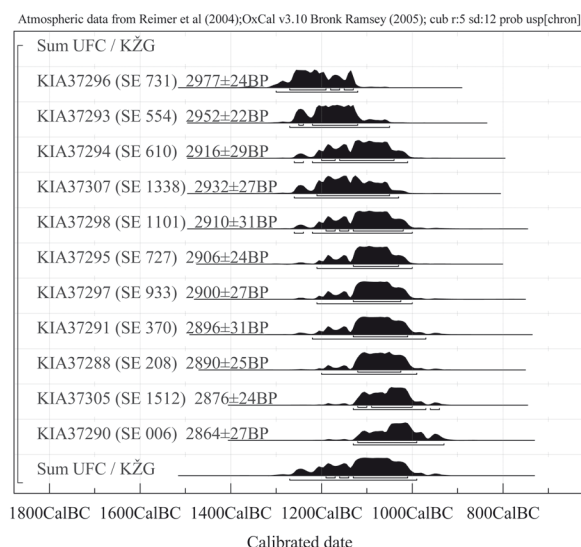 Atmospheric data from Reimer et al (2004);OxCal v3.10 Bronk Ramsey (2005); cub r:5 sd:12 prob usp[chron]
Sum UFC / KŽG
KIA37296 (SE 731) 2977±24BP
KIA37293 (SE 554) 2952±22BP
KIA37294 (SE 610) 2916±29BP
KIA37307 (SE 1338) 2932±27BP
KIA37298 (SE 1101) 2910±31BP
KIA37295 (SE 727) 2906±24BP
KIA37297 (SE 933) 2900±27BP
KIA37291 (SE 370) 2896±31BP
KIA37288 (SE 208) 2890±25BP
KIA37305 (SE 1512) 2876±24BP
KIA37290 (SE 006) 2864±27BP
Sum UFC / KŽG
1800CalBC 1600CalBC 1400CalBC 1200CalBC 1000CalBC 800CalBC
Calibrated date